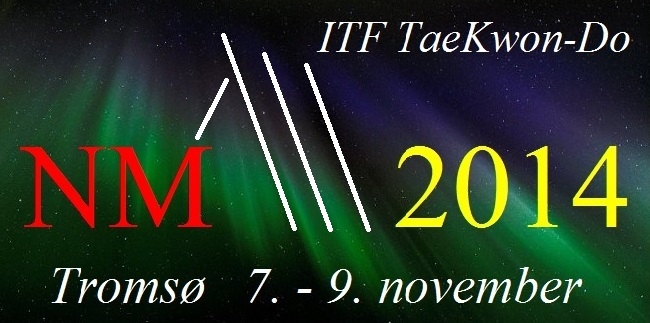 ITF TaeKwon-Do
NM 2014
Tromsø 7. - 9. november